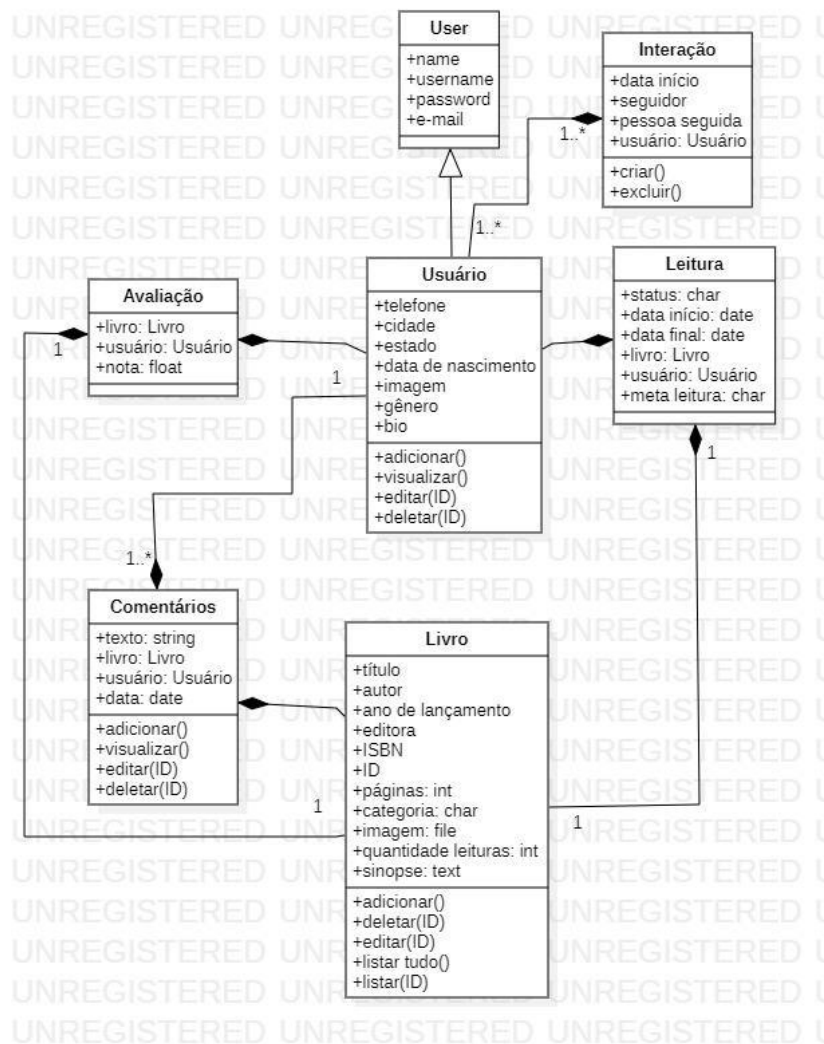 User
+name
+username
+password
+e-mail
Interação
+data início
+seguidor
+pessoa seguida
+usuário: Usuário
+criar()
+excluir()
1..*
1..*
Usuário
+telefone
+cidade
+estado
+data de nascimento
+imagem
+gênero
+bio
+adicionar()
+visualizar()
+editar(ID)
+deletar(ID)
Leitura
+status: char
+data início: date
+data final: date
+livro: Livro
+usuário: Usuário
+meta leitura: char
Avaliação
+livro: Livro
+usuário: Usuário
+nota: float
1
1
1
1..*
Comentários
+texto: string
+livro: Livro
+usuário: Usuário
+data: date
+adicionar()
+visualizar()
+editar(ID)
+deletar(ID)
Livro
+título
+autor
+ano de lançamento
+editora
+ISBN
+ID
+páginas: int
+categoria: char
+imagem: file
+quantidade leituras: int
+sinopse: text
+adicionar()
+deletar(ID)
+editar(ID)
+listar tudo()
+listar(ID)
1
1
UNREGISTERED UNREGISTERED UNREGISTERED